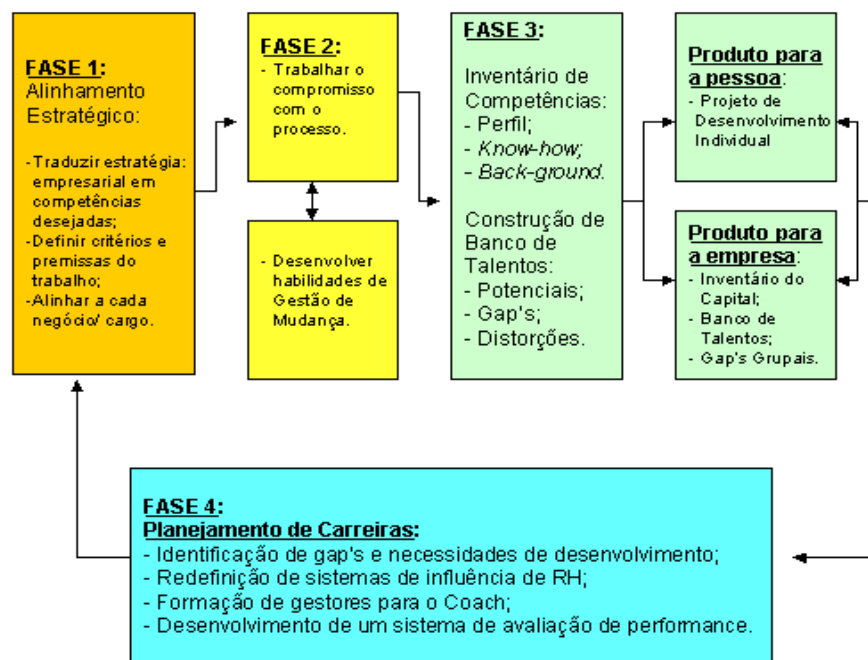 FASE 1:
Alinhamento
Estratégico:
-Traduzir estratégia:
empresarial em
competências
desejadas;
-Definir critérios e
premissas do
trabalho;
-Alinhar a cada
negócio/ cargo.
FASE 2:
- Trabalhar o
compromisso
com o
processo.
- Desenvolver
habilidades de
Gestão de
Mudança.
FASE 3:
Inventário de
Competências:
- Perfil;
- Know-how;
- Back-ground.
Construção de
Banco de
Talentos:
- Potenciais;
- Gap's;
- Distorções.
Produto para
a pessoa:
- Projeto de
Desenvolvimento
Individual
Produto para
a empresa:
- Inventário do
Capital;
- Banco de
Talentos;
- Gap's Grupais.
FASE 4:
Planejamento de Carreiras:
- Identificação de gap's e necessidades de desenvolvimento;
- Redefinição de sistemas de influência de RH;
- Formação de gestores para o Coach;
- Desenvolvimento de um sistema de avaliação de performance.